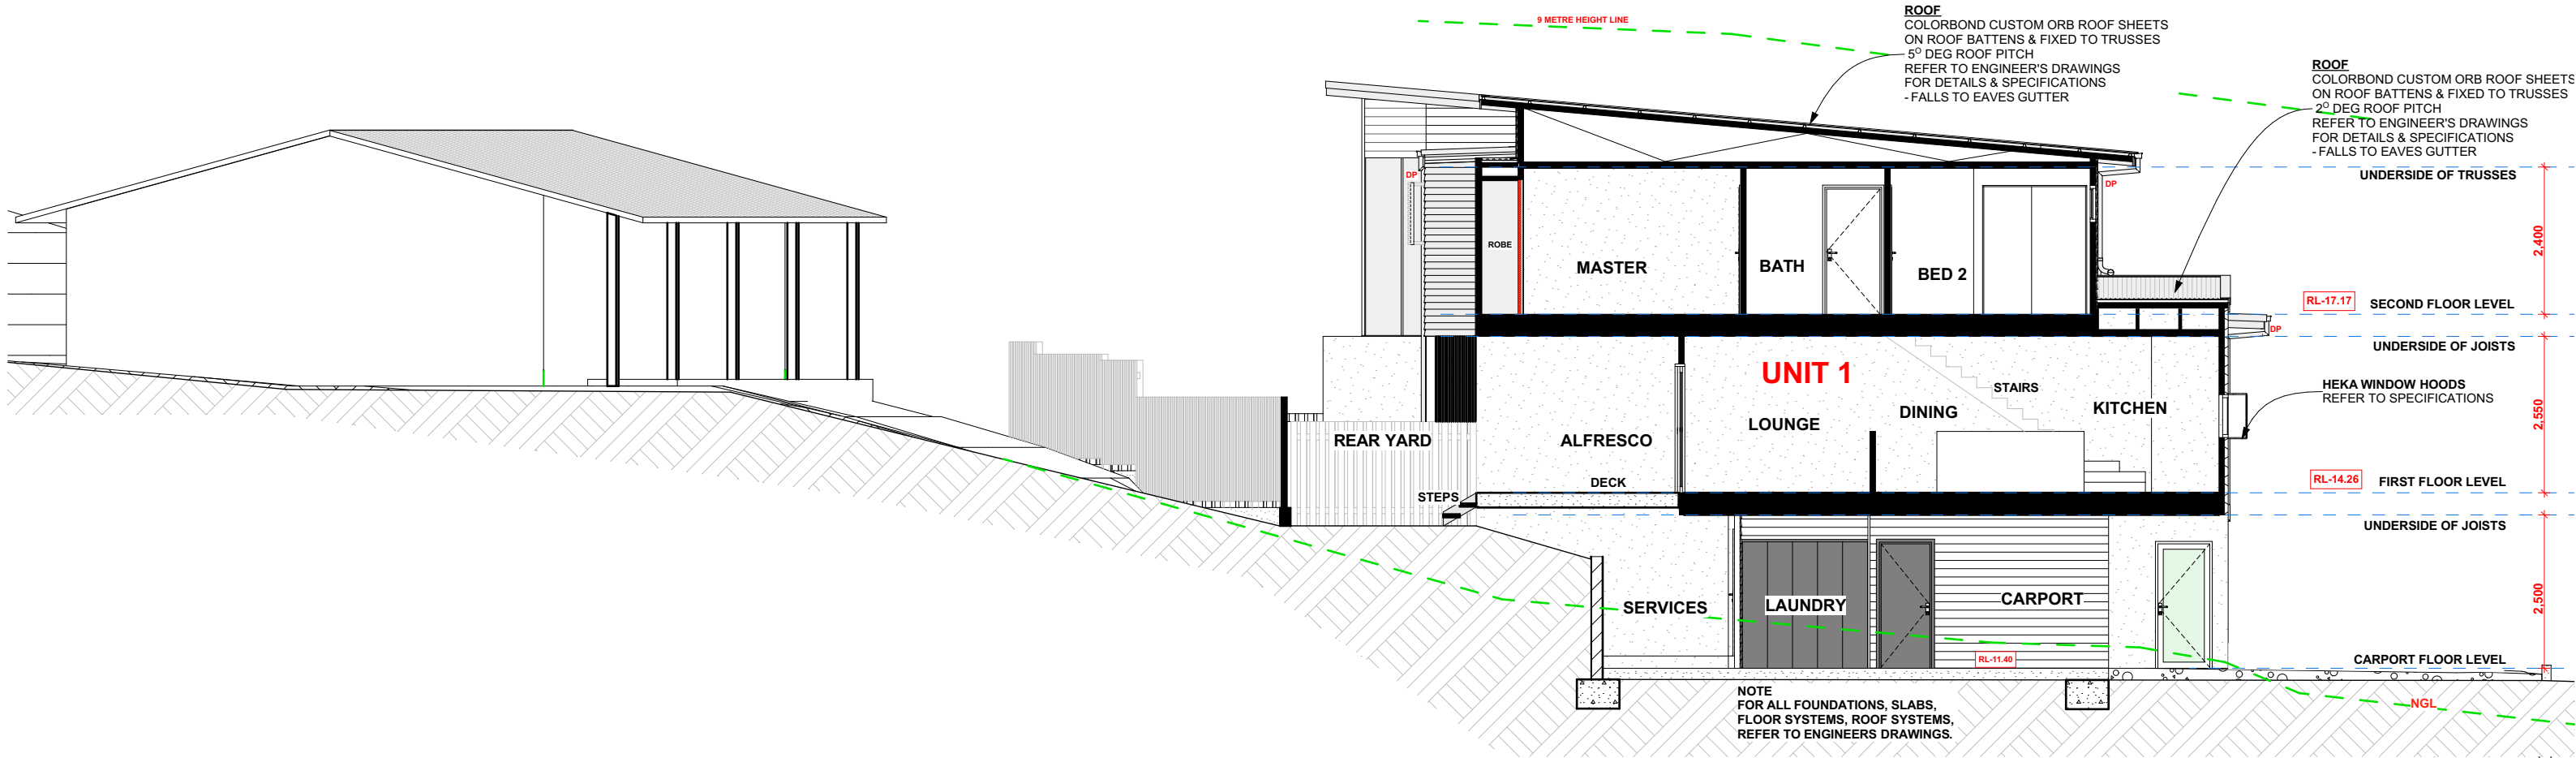 9 METRE HEIGHT LINE
ROOF
COLORBOND CUSTOM ORB ROOF SHEETS
ON ROOF BATTENS & FIXED TO TRUSSES
5° DEG ROOF PITCH
REFER TO ENGINEER'S DRAWINGS
FOR DETAILS & SPECIFICATIONS
- FALLS TO EAVES GUTTER
ROOF
COLORBOND CUSTOM ORB ROOF SHEETS
ON ROOF BATTENS & FIXED TO TRUSSES
2° DEG ROOF PITCH
REFER TO ENGINEER'S DRAWINGS
FOR DETAILS & SPECIFICATIONS
- FALLS TO EAVES GUTTER
UNDERSIDE OF TRUSSES
DP
DP
2,400
ROBE
MASTER
BATH
BED 2
RL-17.17
SECOND FLOOR LEVEL
DP
UNDERSIDE OF JOISTS
UNIT 1
STAIRS
HEKA WINDOW HOODS
REFER TO SPECIFICATIONS
2,550
REAR YARD
ALFRESCO
LOUNGE
DINING
KITCHEN
DECK
STEPS
RL-14.26
FIRST FLOOR LEVEL
UNDERSIDE OF JOISTS
SERVICES
LAUNDRY
CARPORT
2,500
RL-11.40
CARPORT FLOOR LEVEL
NOTE
FOR ALL FOUNDATIONS, SLABS,
FLOOR SYSTEMS, ROOF SYSTEMS,
REFER TO ENGINEERS DRAWINGS.
NGL